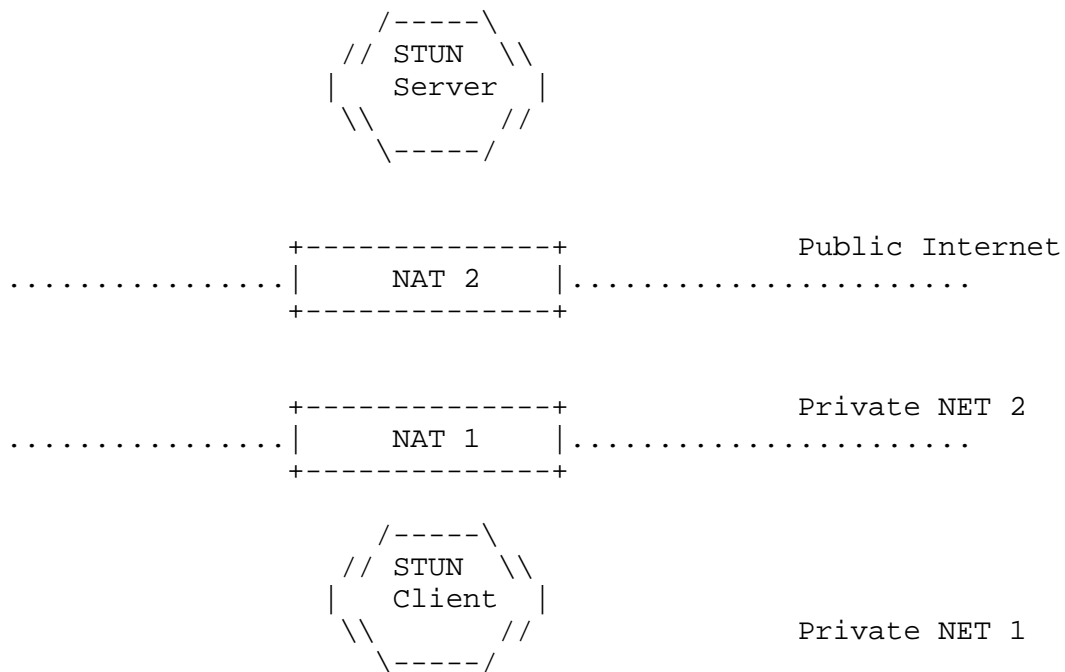 /-----\
// STUN \\
| Server |
\\ //
\-----/
+--------------+ Public Internet
................| NAT 2 |.......................
+--------------+
+--------------+ Private NET 2
................| NAT 1 |.......................
+--------------+
/-----\
// STUN \\
| Client |
\\ // Private NET 1
\-----/